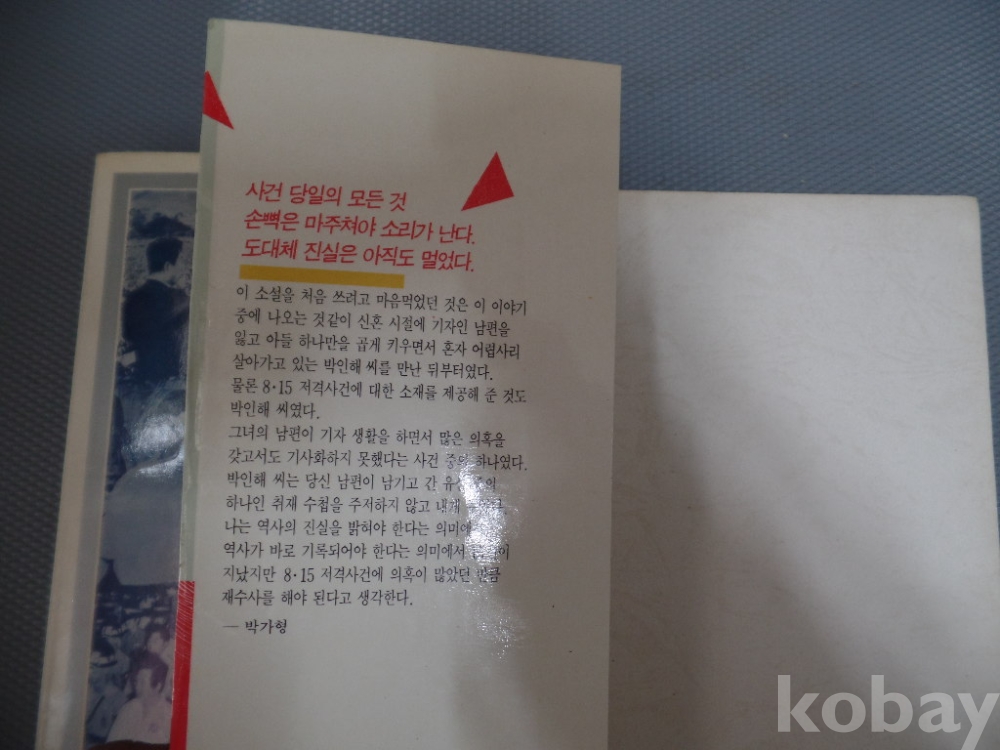 사건 당일의 모든 것
손뼉은 마주쳐야 소리가 난다.
도대체 진실은 아직도 멀었다.
이 소설을 처음 쓰려고 마음먹었던 것은 이 이야기
중에 나오는 것같이 신혼 시절에 기자인 남편을
잃고 아들 하나만을 곱게 키우면서 혼자 어렵사리
살아가고 있는 박인해 씨를 만난 뒤부터였다.
물론 8·15 저격사건에 대한 소재를 제공해 준 것도
박인해 씨였다.
그녀의 남편이 기자 생활을 하면서 많은 의혹을
갖고서도 기사화하지 못했다는 사건 중의 하나였다.
박인해 씨는 당신 남편이 남기고 간
하나인 취재 수첩을 주저하지 않고 내게
나는 역사의 진실을 밝혀야 한다는
역사가 바로 기록되어야 한다는 의미에서
지났지만 8·15 저격사건에 의혹이 많았던 만큼
재수사를 해야 된다고 생각한다.
— 박가형
kobay